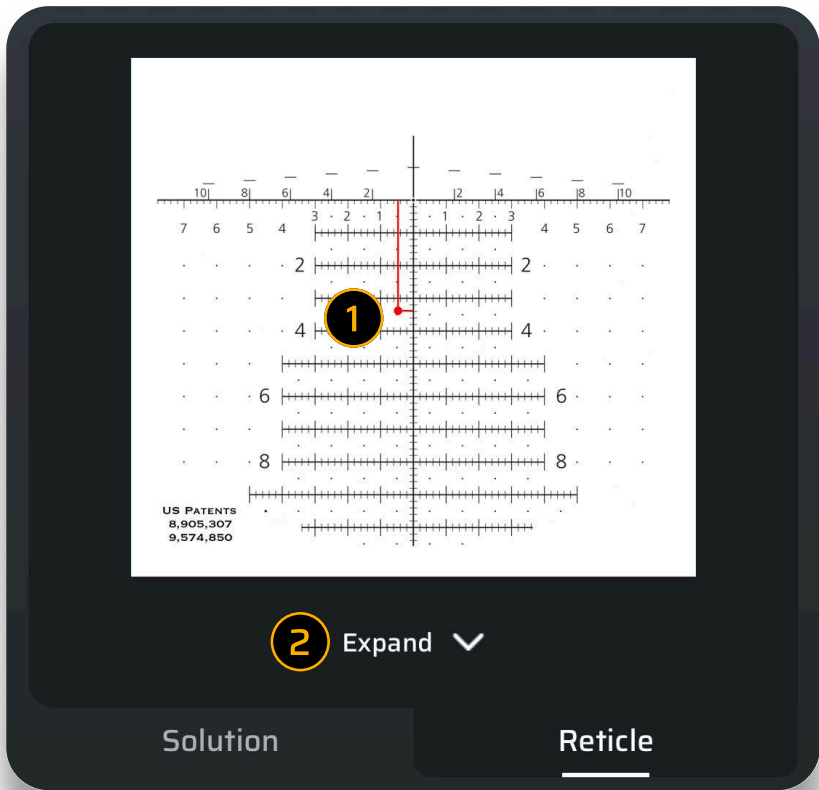 10| 8| 6| 4| 2| |2 |4 |6 |8 |10
3 2 1 1 2 3
7 6 5 4 4 5 6 7
2 2
1
4 4
6 6
8 8
US PATENTS
8,905,307
9,574,850
2 Expand
Solution Reticle